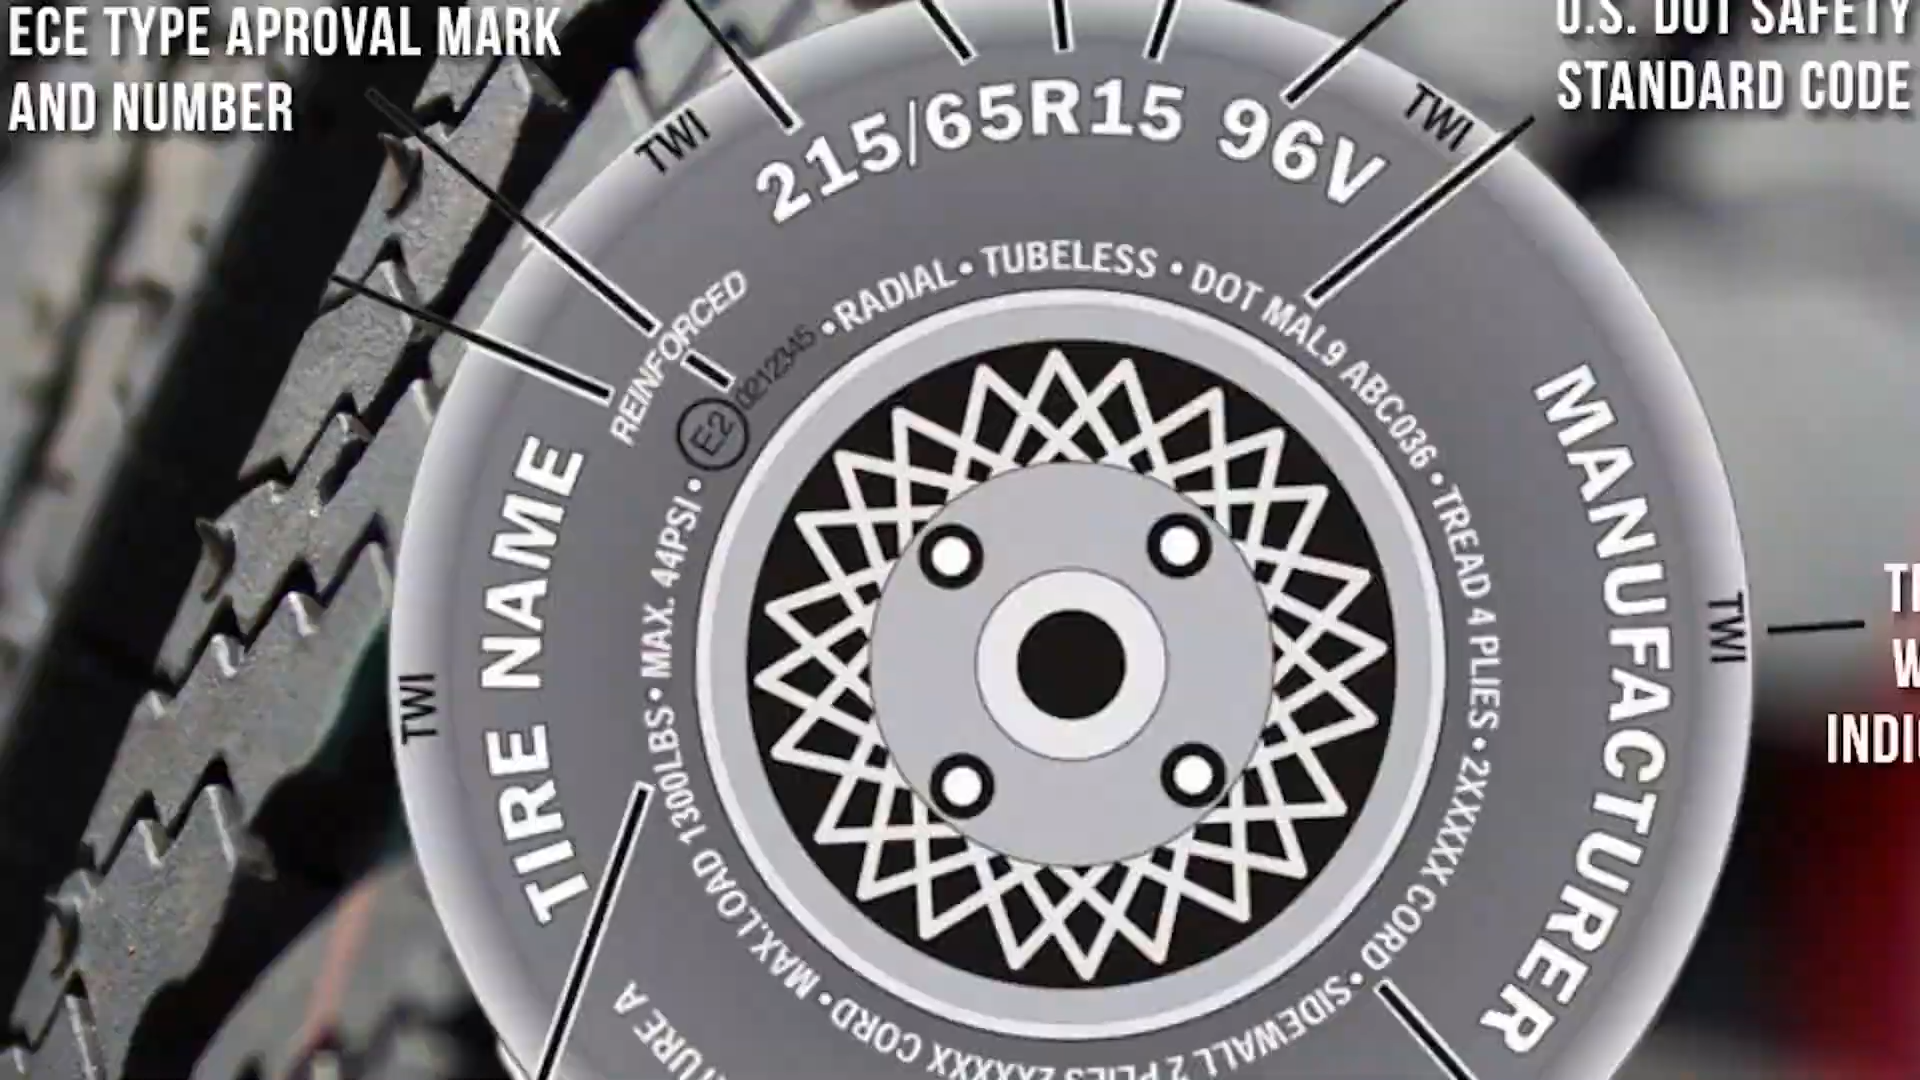 ECE TYPE APROVAL MARK
AND NUMBER
U.S. DOT SAFETY
STANDARD CODE
TWI
215/65R15 96V
TWI
REINFORCED
E2
0212345
• RADIAL • TUBELESS • DOT MAL9 ABC036 • TREAD 4 PLIES • 2XXXXX CORD •
SIDEWALL 2 PLIES 2XXXXX CORD • MAX.LOAD 1300LBS • MAX. 44PSI •
TIRE NAME
MANUFACTURER
TWI
TWI